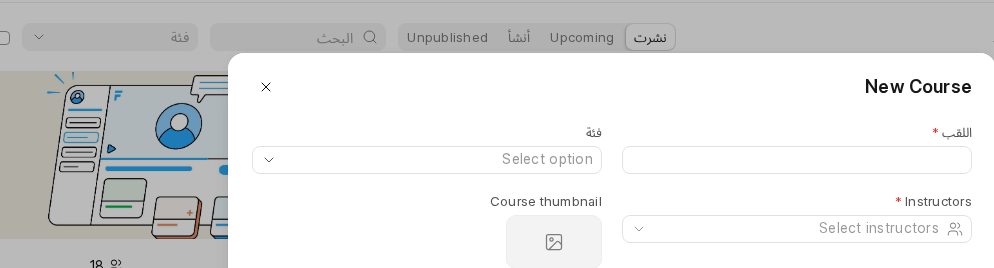 نشرت Upcoming أنشأ Unpublished البحث فئة
New Course
اللقب *
فئة
Select option
Instructors *
Course thumbnail
Select instructors
18